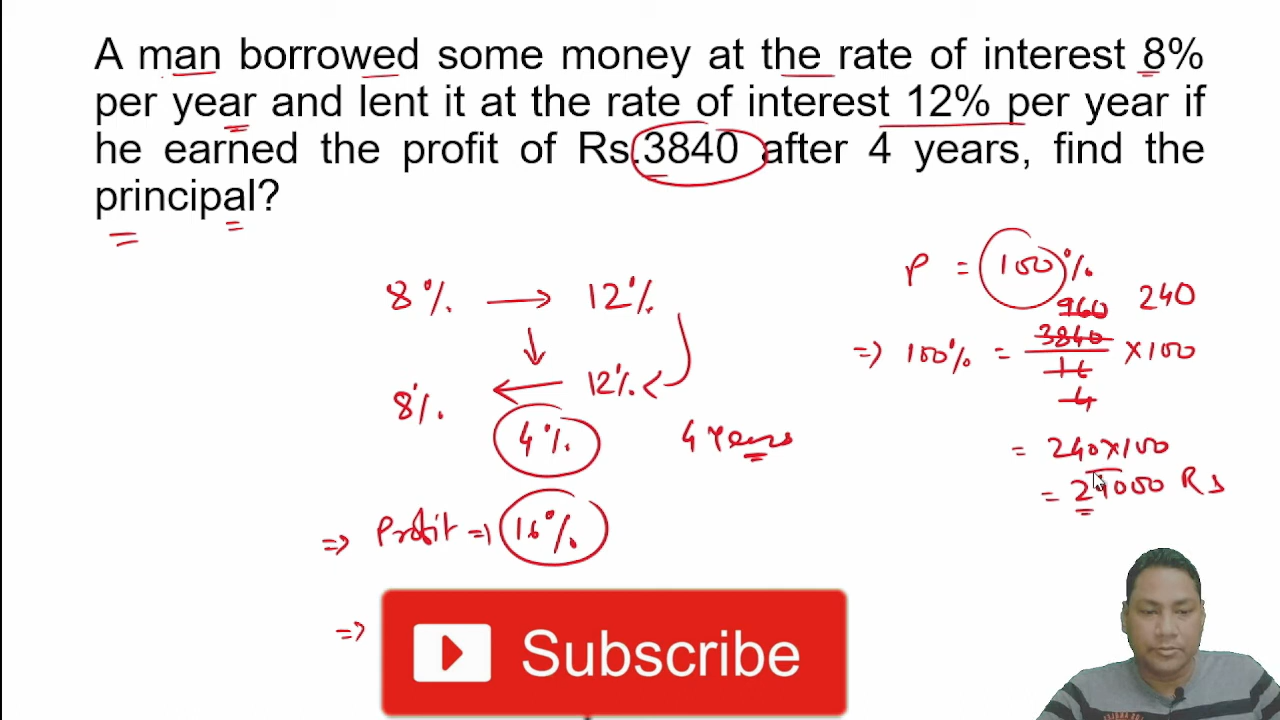 A man borrowed some money at the rate of interest 8%
per year and lent it at the rate of interest 12% per year if
he earned the profit of Rs.3840 after 4 years, find the
principal?
8% → 12%
8% ← 12%
4%
4 Years
=> Profit => 16%
=>
P = 100%
960 240
=> 100% = 3840/16 × 100
4
= 240×100
= 24000 Rs
Subscribe